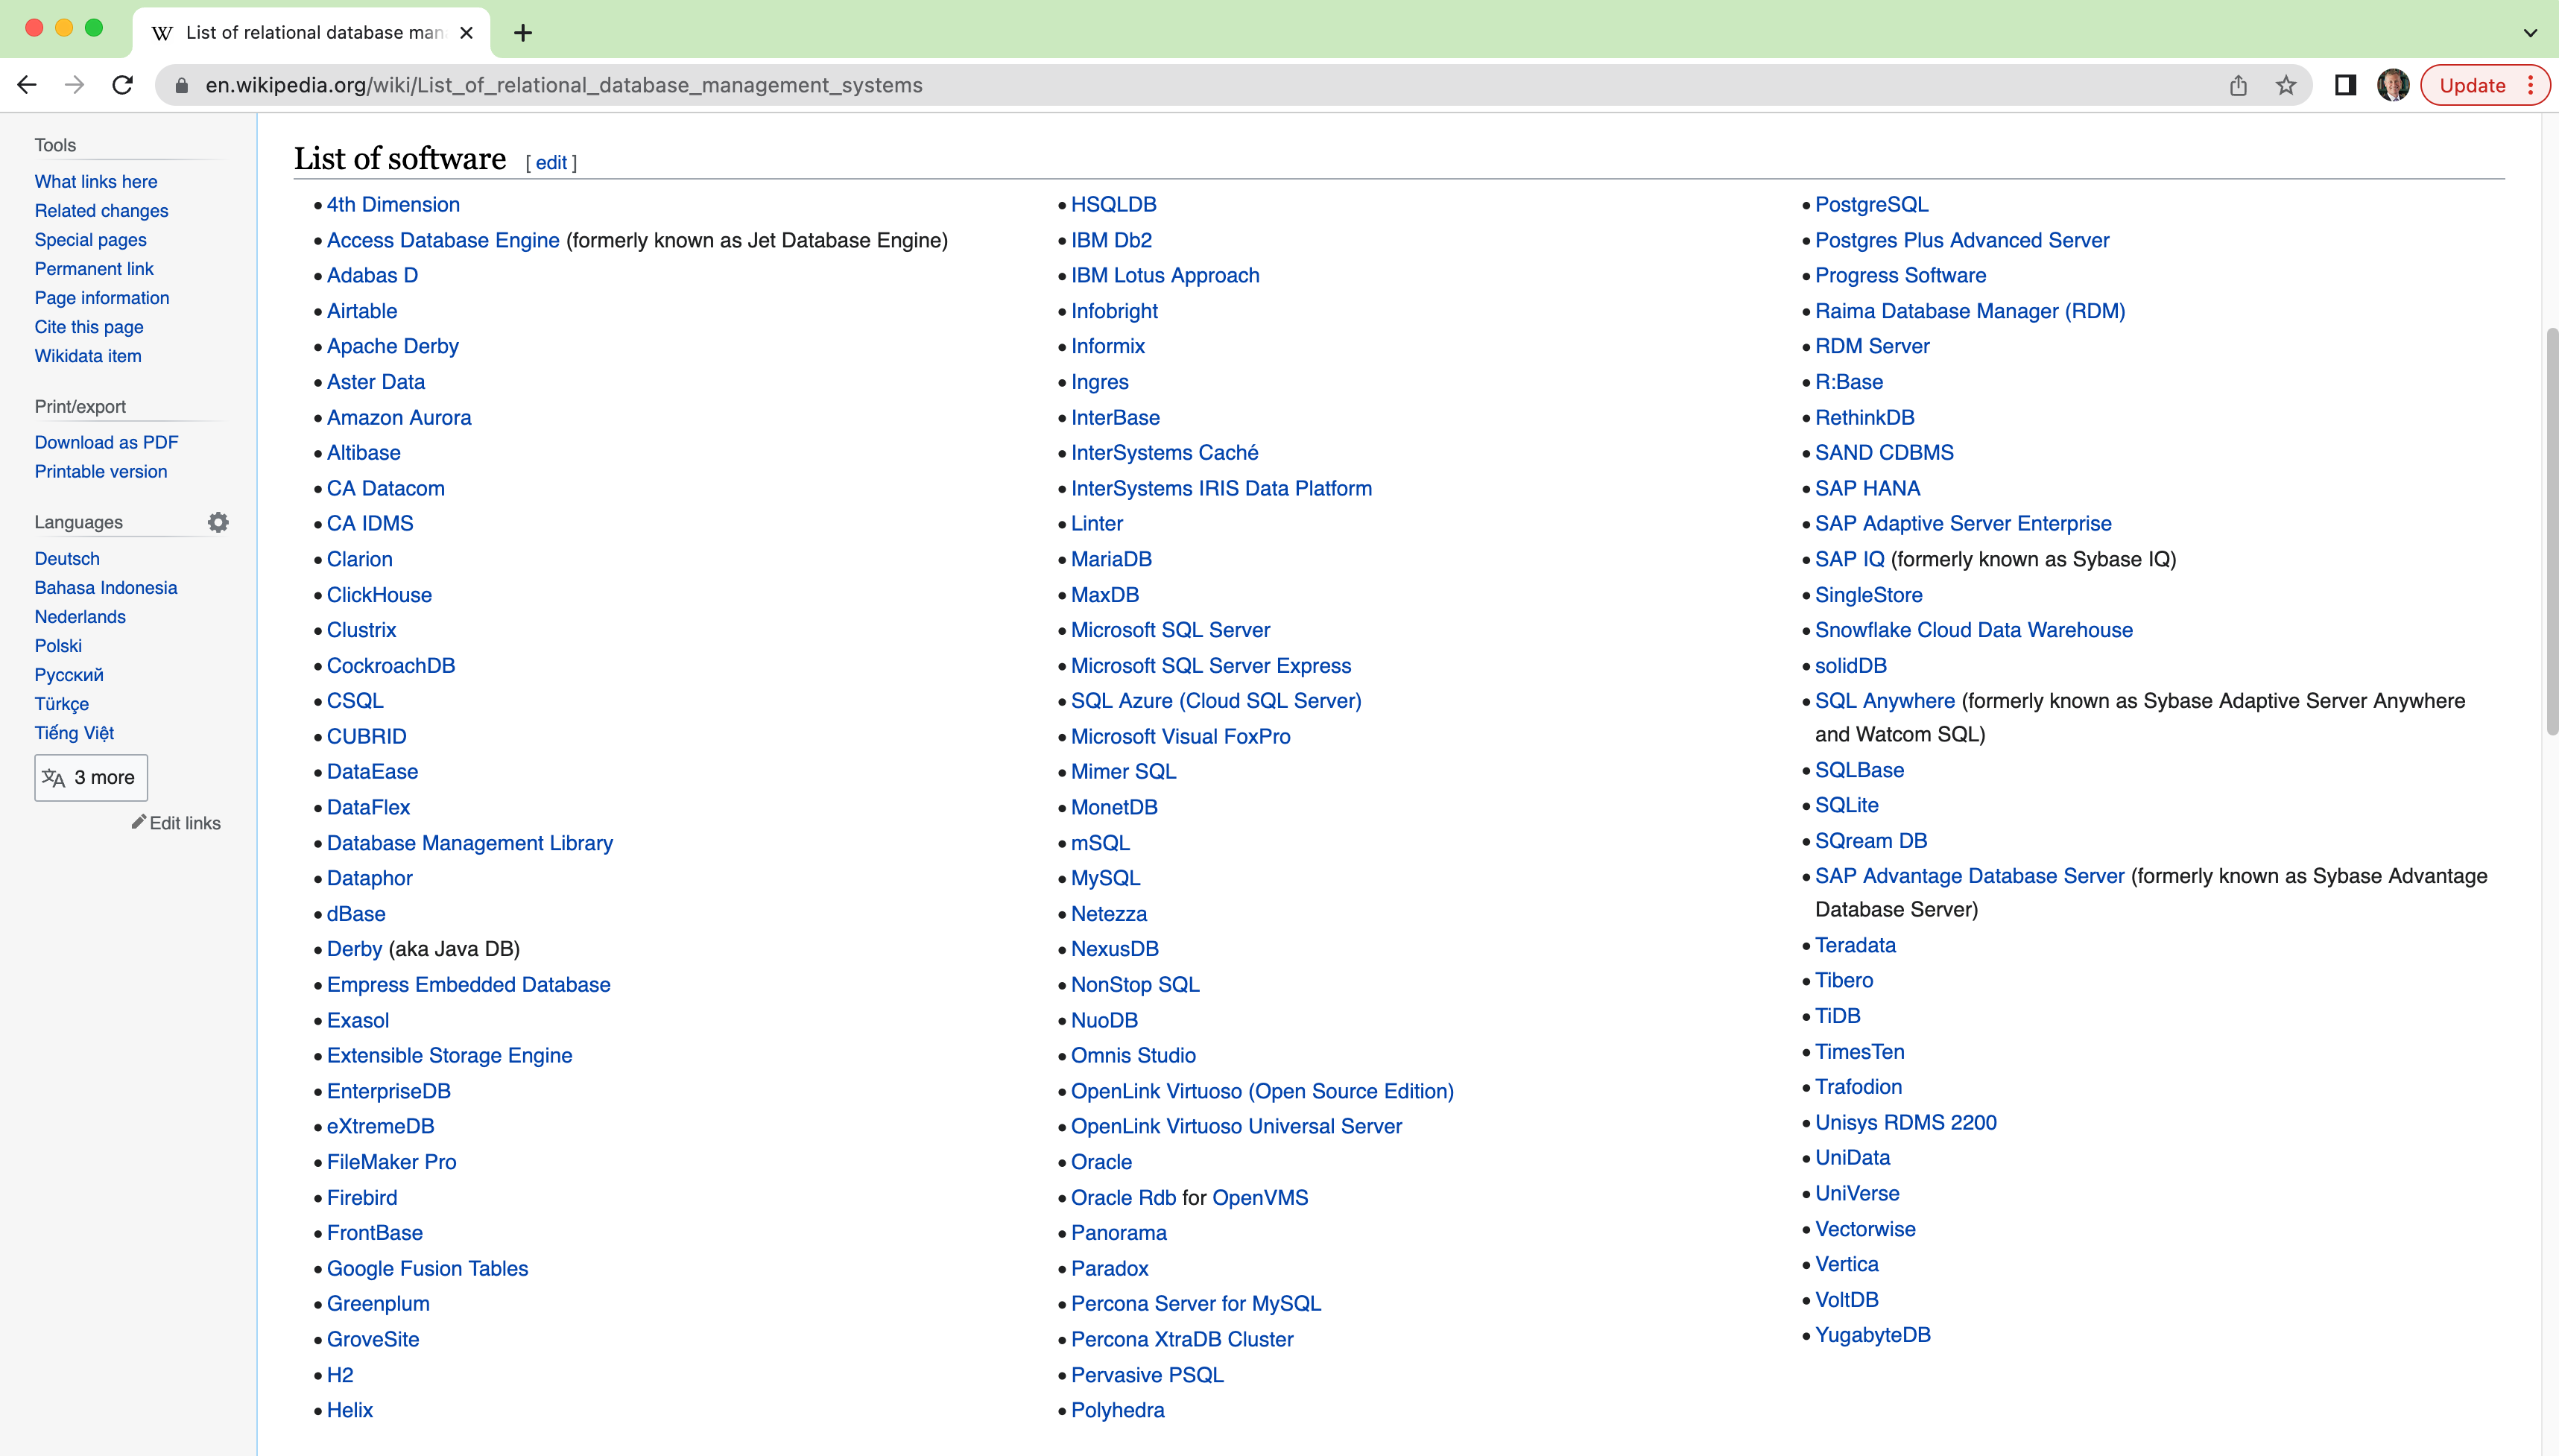 List of relational database man
en.wikipedia.org/wiki/List_of_relational_database_management_systems
Update
Tools
What links here
Related changes
Special pages
Permanent link
Page information
Cite this page
Wikidata item
Print/export
Download as PDF
Printable version
Languages
Deutsch
Bahasa Indonesia
Nederlands
Polski
Русский
Türkçe
Tiếng Việt
3 more
Edit links
List of software [ edit ]
4th Dimension
Access Database Engine (formerly known as Jet Database Engine)
Adabas D
Airtable
Apache Derby
Aster Data
Amazon Aurora
Altibase
CA Datacom
CA IDMS
Clarion
ClickHouse
Clustrix
CockroachDB
CSQL
CUBRID
DataEase
DataFlex
Database Management Library
Dataphor
dBase
Derby (aka Java DB)
Empress Embedded Database
Exasol
Extensible Storage Engine
EnterpriseDB
eXtremeDB
FileMaker Pro
Firebird
FrontBase
Google Fusion Tables
Greenplum
GroveSite
H2
Helix
HSQLDB
IBM Db2
IBM Lotus Approach
Infobright
Informix
Ingres
InterBase
InterSystems Caché
InterSystems IRIS Data Platform
Linter
MariaDB
MaxDB
Microsoft SQL Server
Microsoft SQL Server Express
SQL Azure (Cloud SQL Server)
Microsoft Visual FoxPro
Mimer SQL
MonetDB
mSQL
MySQL
Netezza
NexusDB
NonStop SQL
NuoDB
Omnis Studio
OpenLink Virtuoso (Open Source Edition)
OpenLink Virtuoso Universal Server
Oracle
Oracle Rdb for OpenVMS
Panorama
Paradox
Percona Server for MySQL
Percona XtraDB Cluster
Pervasive PSQL
Polyhedra
PostgreSQL
Postgres Plus Advanced Server
Progress Software
Raima Database Manager (RDM)
RDM Server
R:Base
RethinkDB
SAND CDBMS
SAP HANA
SAP Adaptive Server Enterprise
SAP IQ (formerly known as Sybase IQ)
SingleStore
Snowflake Cloud Data Warehouse
solidDB
SQL Anywhere (formerly known as Sybase Adaptive Server Anywhere
and Watcom SQL)
SQLBase
SQLite
SQream DB
SAP Advantage Database Server (formerly known as Sybase Advantage
Database Server)
Teradata
Tibero
TiDB
TimesTen
Trafodion
Unisys RDMS 2200
UniData
UniVerse
Vectorwise
Vertica
VoltDB
YugabyteDB